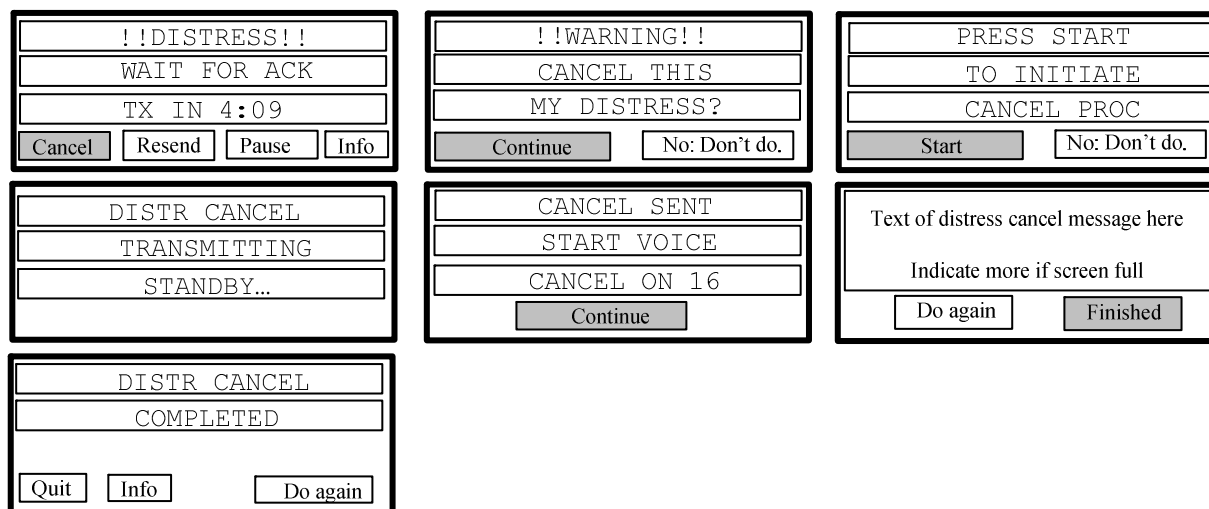 !!DISTRESS!!
WAIT FOR ACK
TX IN 4:09
Cancel Resend Pause Info
!!WARNING!!
CANCEL THIS
MY DISTRESS?
Continue No: Don't do.
PRESS START
TO INITIATE
CANCEL PROC
Start No: Don't do.
DISTR CANCEL
TRANSMITTING
STANDBY…
CANCEL SENT
START VOICE
CANCEL ON 16
Continue
Text of distress cancel message here
Indicate more if screen full
Do again Finished
DISTR CANCEL
COMPLETED
Quit Info Do again